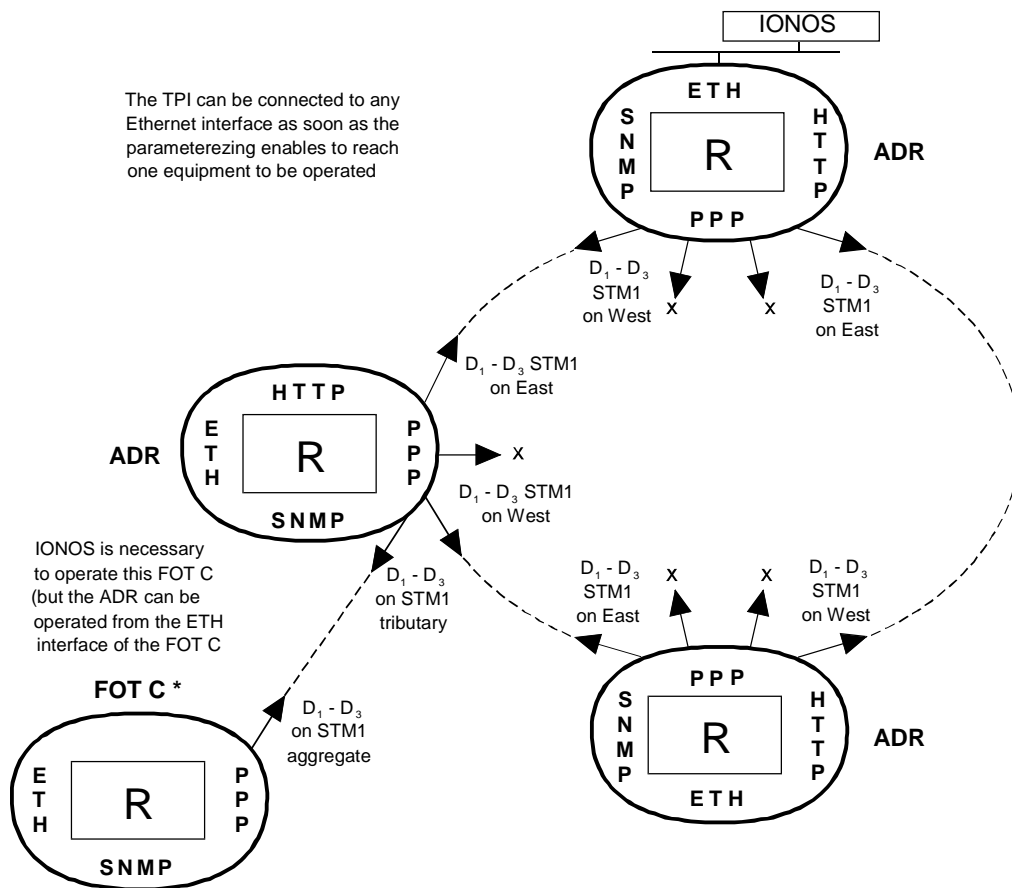 IONOS
The TPI can be connected to any
Ethernet interface as soon as the
parameterezing enables to reach
one equipment to be operated
ETH
SNMP
R
HTTP
ADR
PPP
D₁ - D₃
STM1
on West
x
x
D₁ - D₃
STM1
on East
D₁ - D₃ STM1
on East
HTTP
ETH
R
PPP
ADR
x
SNMP
D₁ - D₃ STM1
on West
IONOS is necessary
to operate this FOT C
(but the ADR can be
operated from the ETH
interface of the FOT C
D₁ - D₃
on STM1
tributary
D₁ - D₃
STM1
on East
x
x
D₁ - D₃
STM1
on West
FOT C *
D₁ - D₃
on STM1
aggregate
PPP
SNMP
R
HTTP
ADR
ETH
ETH
R
PPP
SNMP